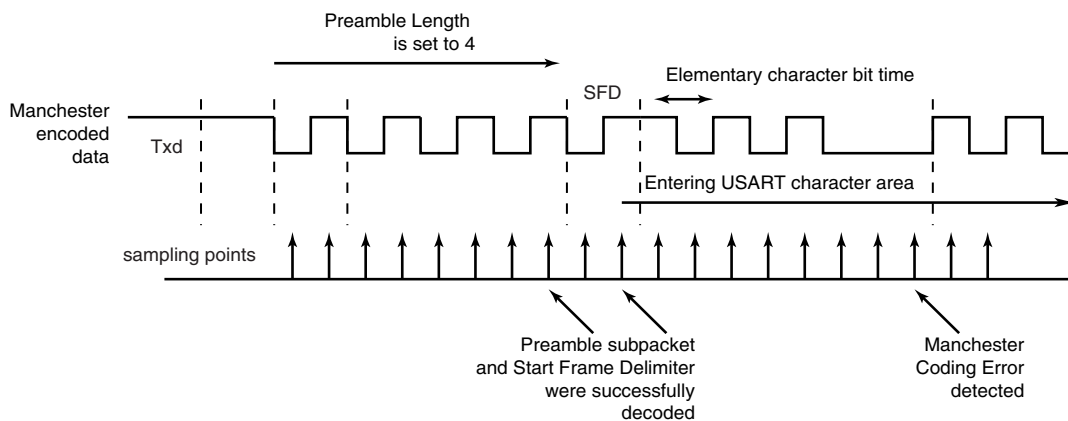 Preamble Length
is set to 4
Elementary character bit time
SFD
Manchester
encoded
data
Txd
Entering USART character area
sampling points
Preamble subpacket
and Start Frame Delimiter
were successfully
decoded
Manchester
Coding Error
detected